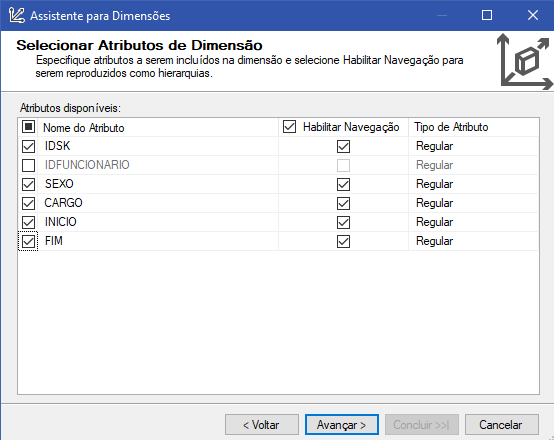 Assistente para Dimensões
Selecionar Atributos de Dimensão
Especifique atributos a serem incluídos na dimensão e selecione Habilitar Navegação para
serem reproduzidos como hierarquias.
Atributos disponíveis:
Nome do Atributo Habilitar Navegação Tipo de Atributo
IDSK Regular
IDFUNCIONARIO Regular
SEXO Regular
CARGO Regular
INICIO Regular
FIM Regular
< Voltar Avançar > Concluir >>| Cancelar